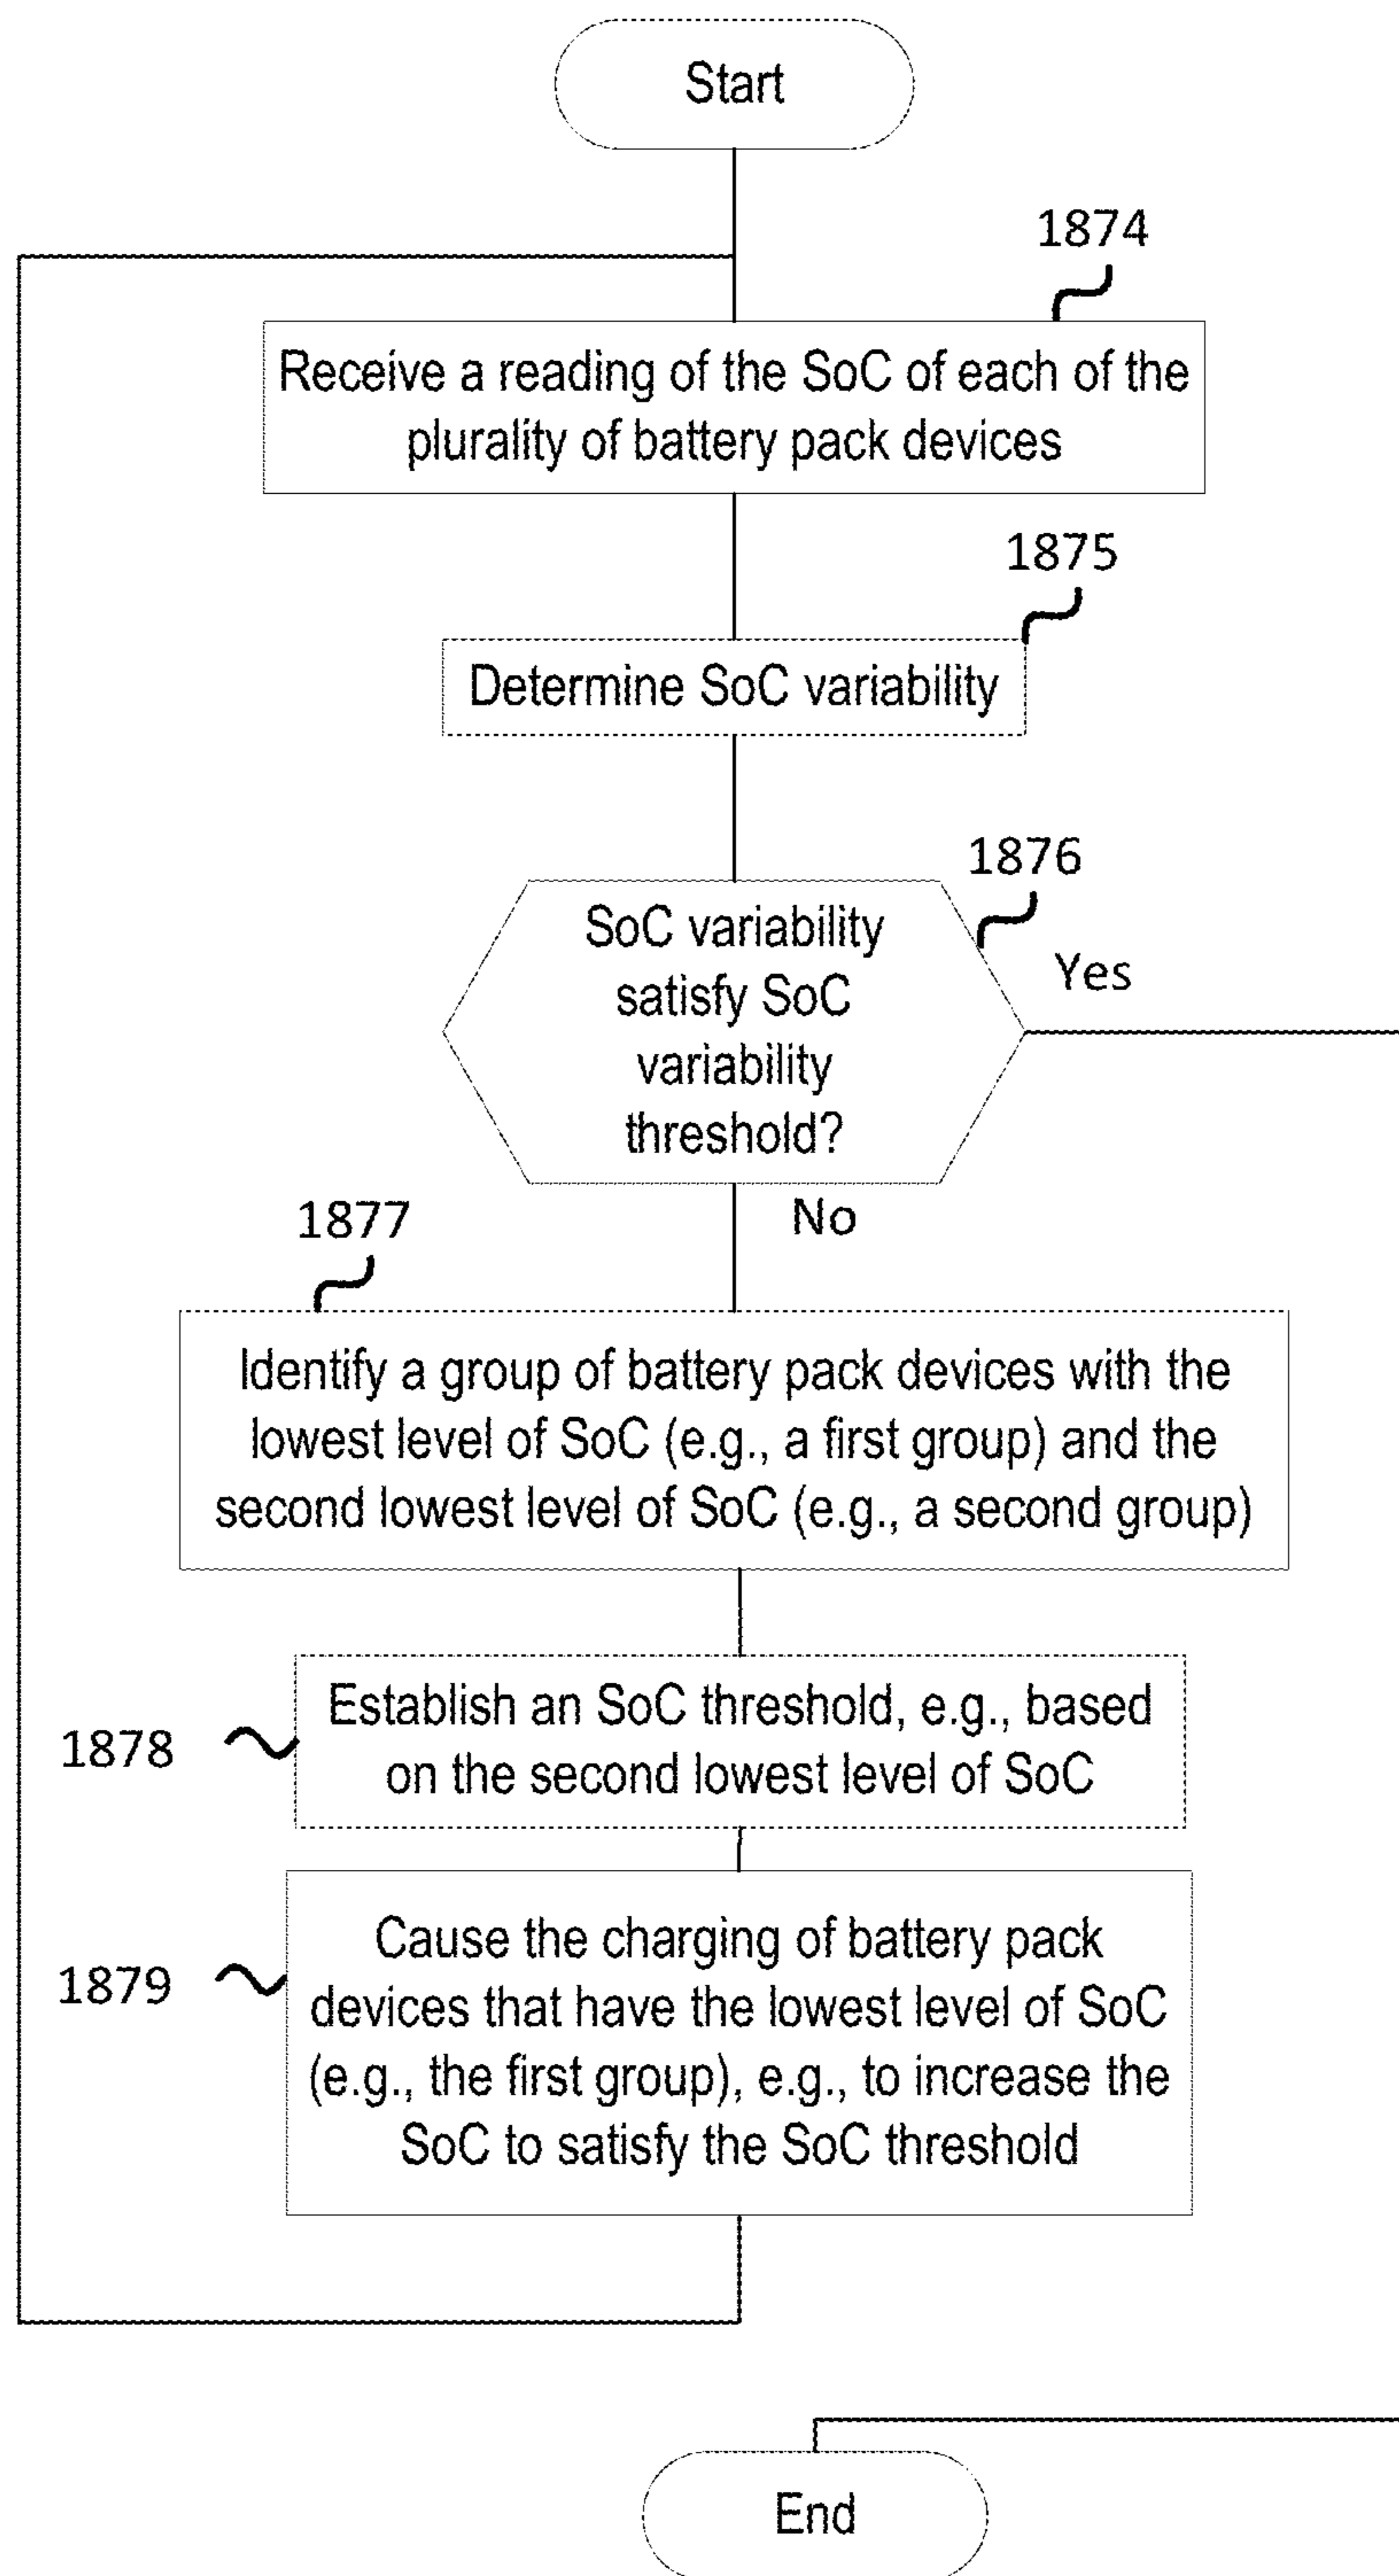 Start
1874
Receive a reading of the SoC of each of the
plurality of battery pack devices
1875
Determine SoC variability
1876
SoC variability
satisfy SoC
variability
threshold?
Yes
No
1877
Identify a group of battery pack devices with the
lowest level of SoC (e.g., a first group) and the
second lowest level of SoC (e.g., a second group)
1878
Establish an SoC threshold, e.g., based
on the second lowest level of SoC
1879
Cause the charging of battery pack
devices that have the lowest level of SoC
(e.g., the first group), e.g., to increase the
SoC to satisfy the SoC threshold
End